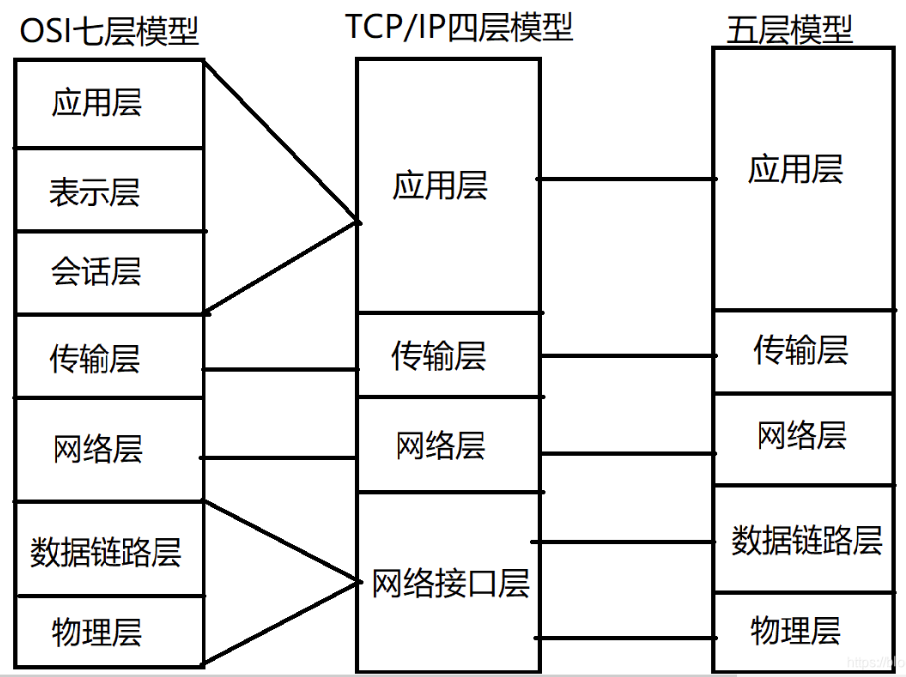 OSI七层模型
TCP/IP四层模型
五层模型
应用层
表示层
会话层
传输层
网络层
数据链路层
物理层
应用层
传输层
网络层
网络接口层
应用层
传输层
网络层
数据链路层
物理层